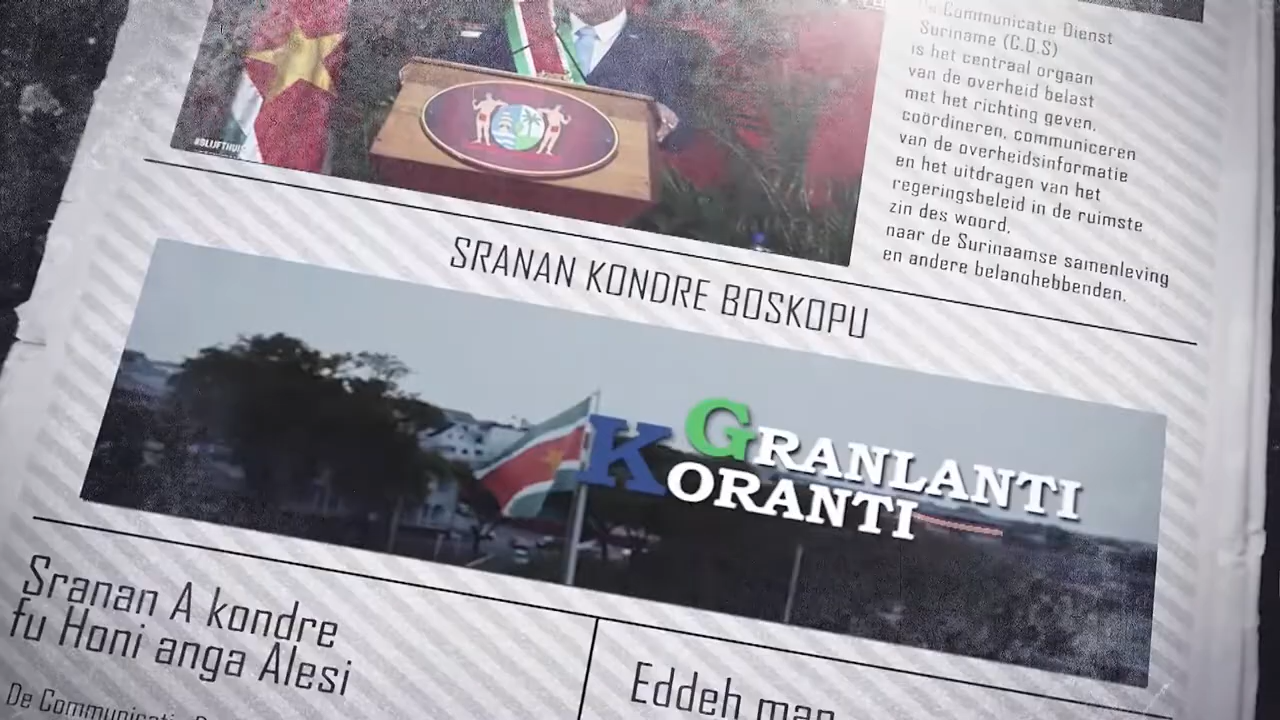 De Communicatie Dienst
Suriname (C.D.S)
is het centraal orgaan
van de overheid belast
met het richting geven,
coördineren, communiceren
van de overheidsinformatie
en het uitdragen van het
regeringsbeleid in de ruimste
zin des woord,
naar de Surinaamse samenleving
en andere belanghebbenden.
SRANAN KONDRE BOSKOPU
GRANLANTI
KORANTI
Sranan A kondre
fu Honi anga Alesi
De Communicatie
Eddeh man